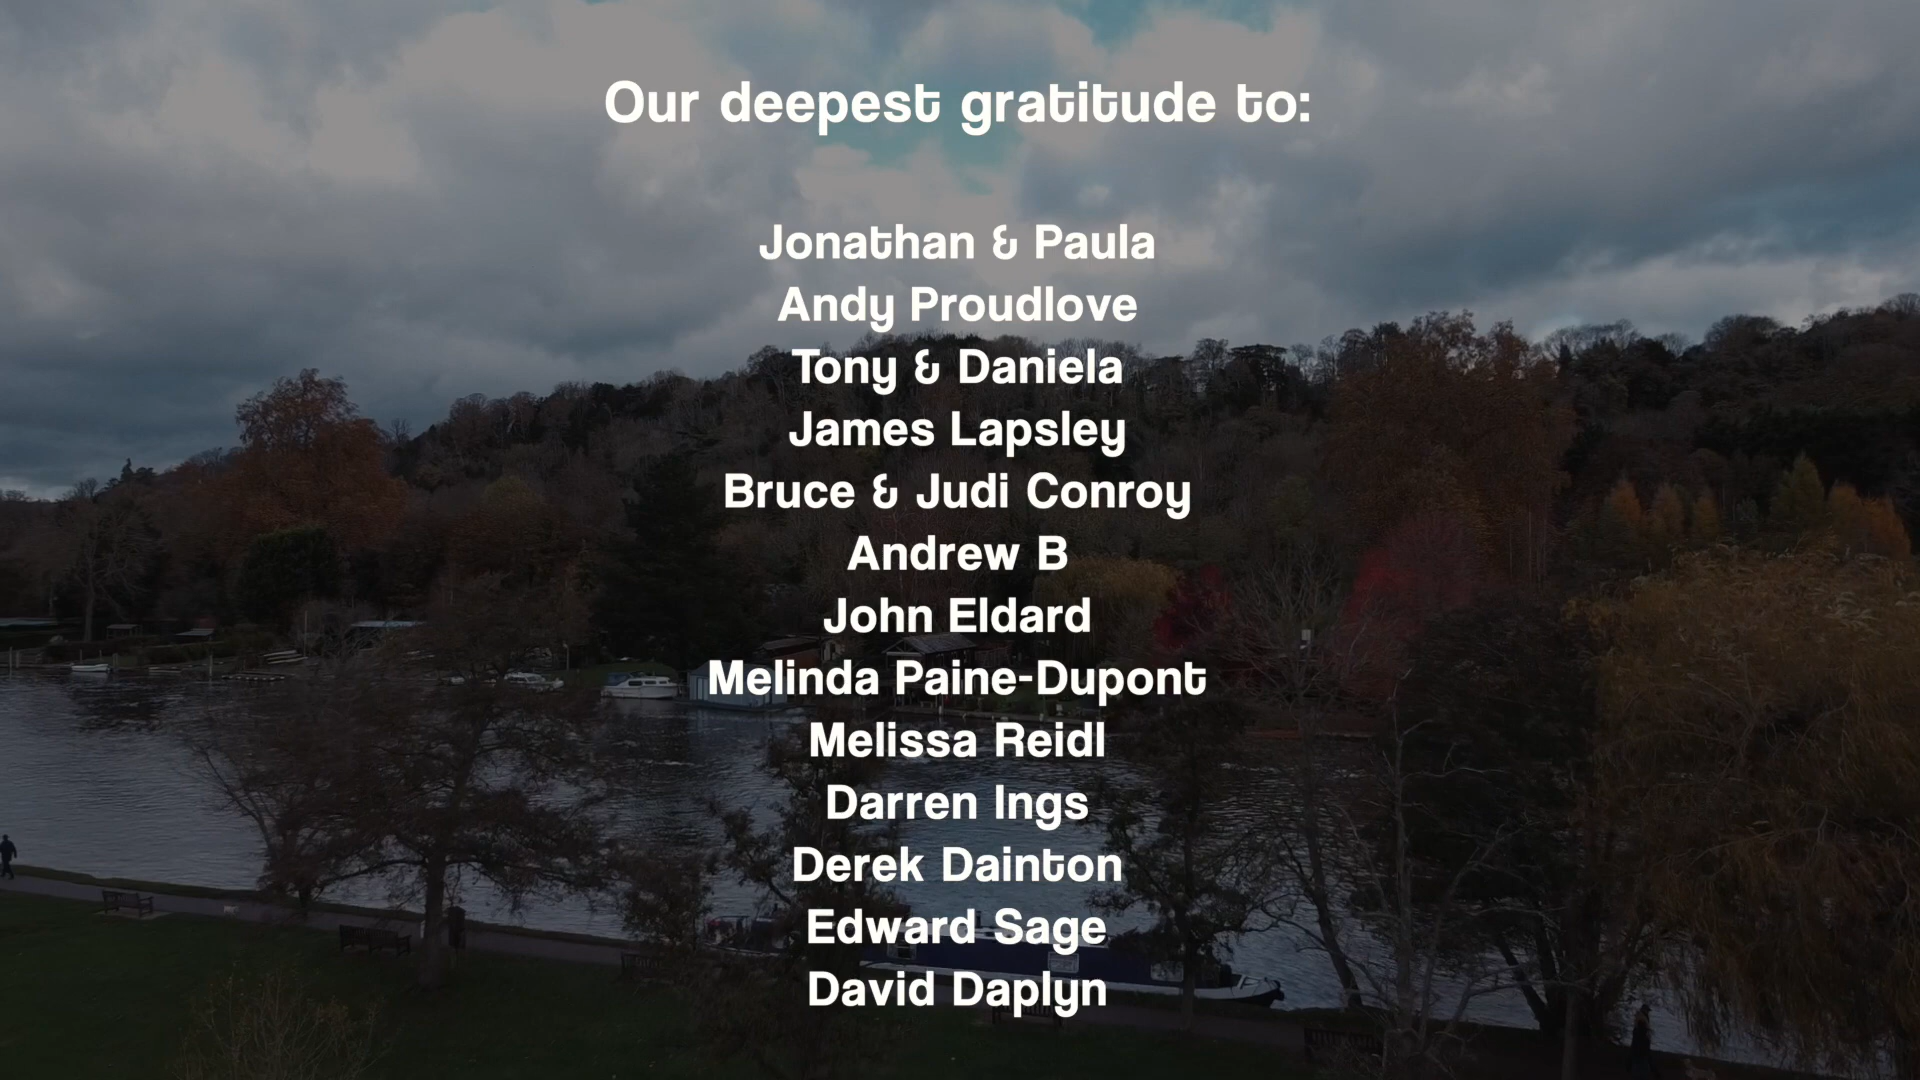 Our deepest gratitude to:
Jonathan & Paula
Andy Proudlove
Tony & Daniela
James Lapsley
Bruce & Judi Conroy
Andrew B
John Eldard
Melinda Paine-Dupont
Melissa Reidl
Darren Ings
Derek Dainton
Edward Sage
David Daplyn